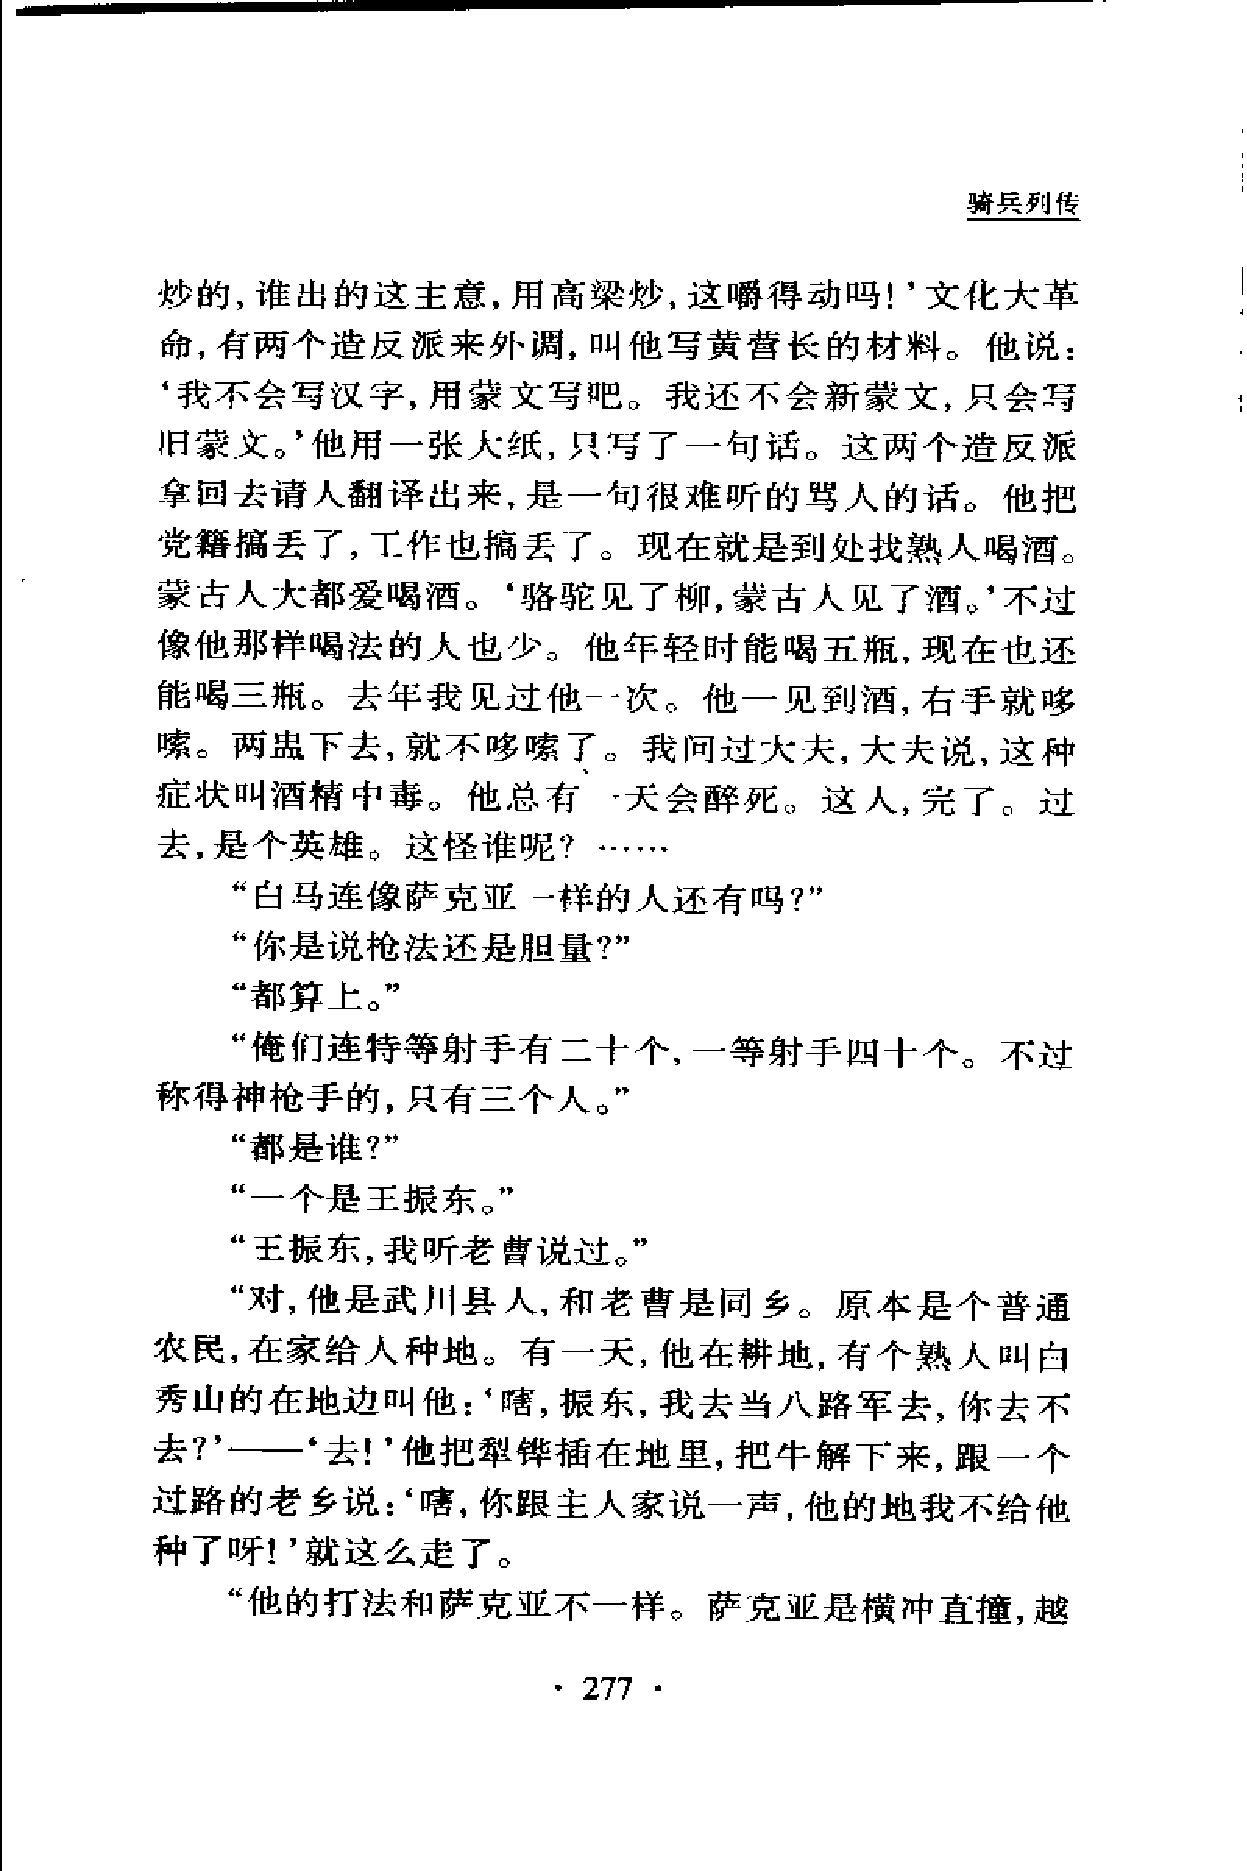 骑兵列传
炒的,谁出的这主意,用高粱炒,这嚼得动吗!’文化大革
命,有两个造反派来外调,叫他写黄营长的材料。他说:
‘我不会写汉字,用蒙文写吧。我还不会新蒙文,只会写
旧蒙文。’他用一张大纸,只写了一句话。这两个造反派
拿回去请人翻译出来,是一句很难听的骂人的话。他把
党籍搞丢了,工作也搞丢了。现在就是到处找熟人喝酒。
蒙古人大都爱喝酒。‘骆驼见了柳,蒙古人见了酒。’不过
像他那样喝法的人也少。他年轻时能喝五瓶,现在也还
能喝三瓶。去年我见过他一次。他一见到酒,右手就哆
嗦。两盅下去,就不哆嗦了。我问过大夫,大夫说,这种
症状叫酒精中毒。他总有一天会醉死。这人,完了。过
去,是个英雄。这怪谁呢?……
“白马连像萨克亚一样的人还有吗?”
“你是说枪法还是胆量?”
“都算上。”
“俺们连特等射手有二十个,一等射手四十个。不过
称得神枪手的,只有三个人。”
“都是谁?”
“一个是王振东。”
“王振东,我听老曹说过。”
“对,他是武川县人,和老曹是同乡。原本是个普通
农民,在家给人种地。有一天,他在耕地,有个熟人叫白
秀山的在地边叫他:‘嗐,振东,我去当八路军去,你去不
去?’——‘去!’他把犁铧插在地里,把牛解下来,跟一个
过路的老乡说:‘嗐,你跟主人家说一声,他的地我不给他
种了呀!’就这么走了。
“他的打法和萨克亚不一样。萨克亚是横冲直撞,越
· 277 ·